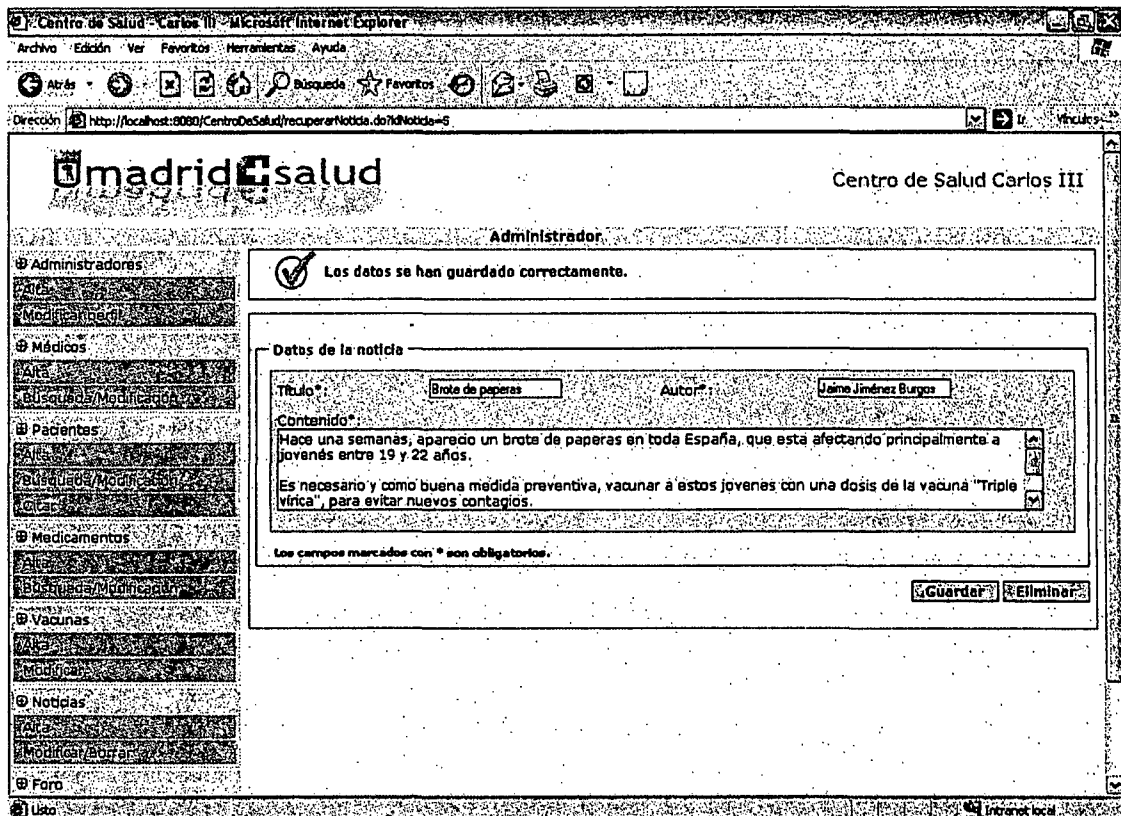 Centro de Salud - Carlos III - Microsoft Internet Explorer
Archivo Edición Ver Favoritos Herramientas Ayuda
Atrás Búsqueda Favoritos
Dirección http://localhost:8080/CentroDeSalud/recuperarNoticia.do?idNoticia=5 Ir Vínculos »
madrid salud
Centro de Salud Carlos III
Administrador
Administradores
Alta
Modificar perfil
Médicos
Alta
Búsqueda/Modificación
Pacientes
Alta
Búsqueda/Modificación
Citar
Medicamentos
Alta
Búsqueda/Modificación
Vacunas
Alta
Modificar
Noticias
Alta
Modificar/Borrar
Foro
Los datos se han guardado correctamente.
Datos de la noticia
Título*: Brote de paperas Autor*: Jaime Jiménez Burgos
Contenido*:
Hace una semanas, aparecio un brote de paperas en toda España, que esta afectando principalmente a
jovenés entre 19 y 22 años.
Es necesario y como buena medida preventiva, vacunar a estos jovenes con una dosis de la vacuna "Triple
vírica", para evitar nuevos contagios.
Los campos marcados con * son obligatorios.
Guardar Eliminar
Listo Intranet local